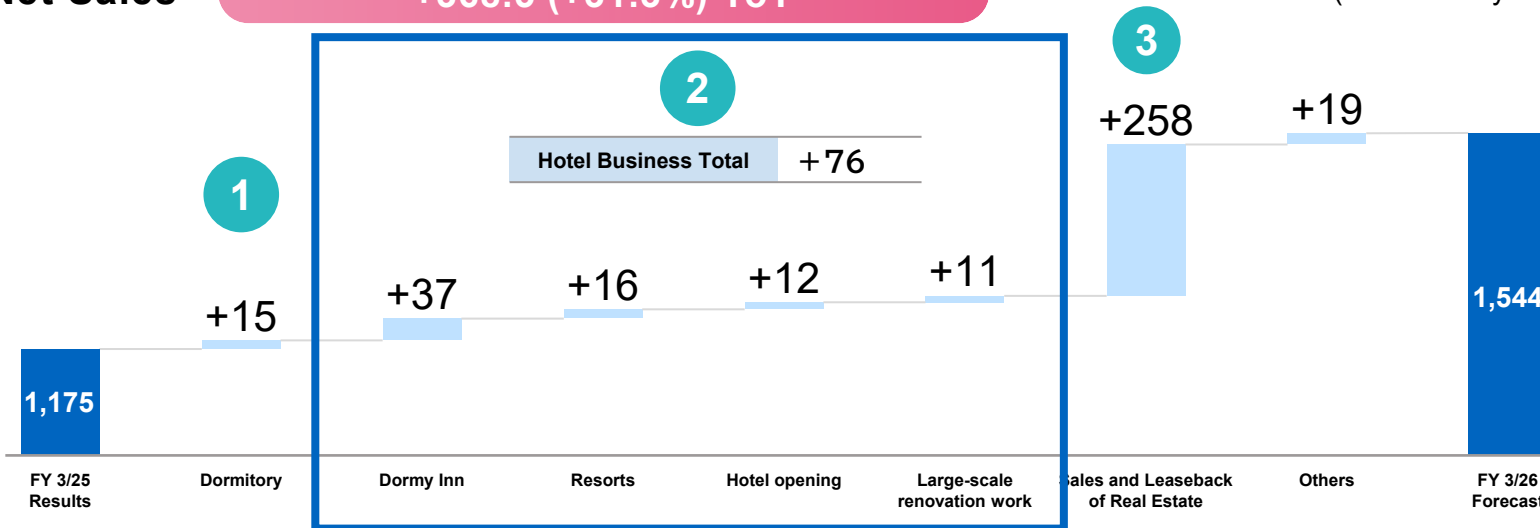 Net Sales
3
2
+258
+19
Hotel Business Total +76
1
+37
+16
+12
+11
+15
1,544
1,175
FY 3/25
Results
Dormitory
Dormy Inn
Resorts
Hotel opening
Large-scale
renovation work
Sales and Leaseback
of Real Estate
Others
FY 3/26
Forecast